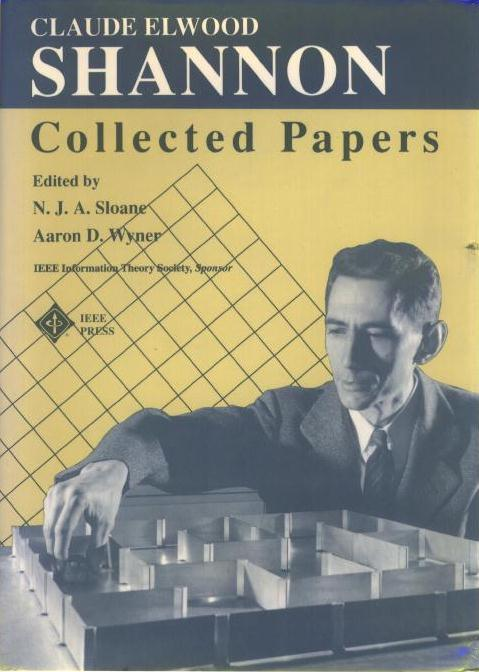 CLAUDE ELWOOD
SHANNON
Collected Papers
Edited by
N. J. A. Sloane
Aaron D. Wyner
IEEE Information Theory Society, Sponsor
IEEE
PRESS